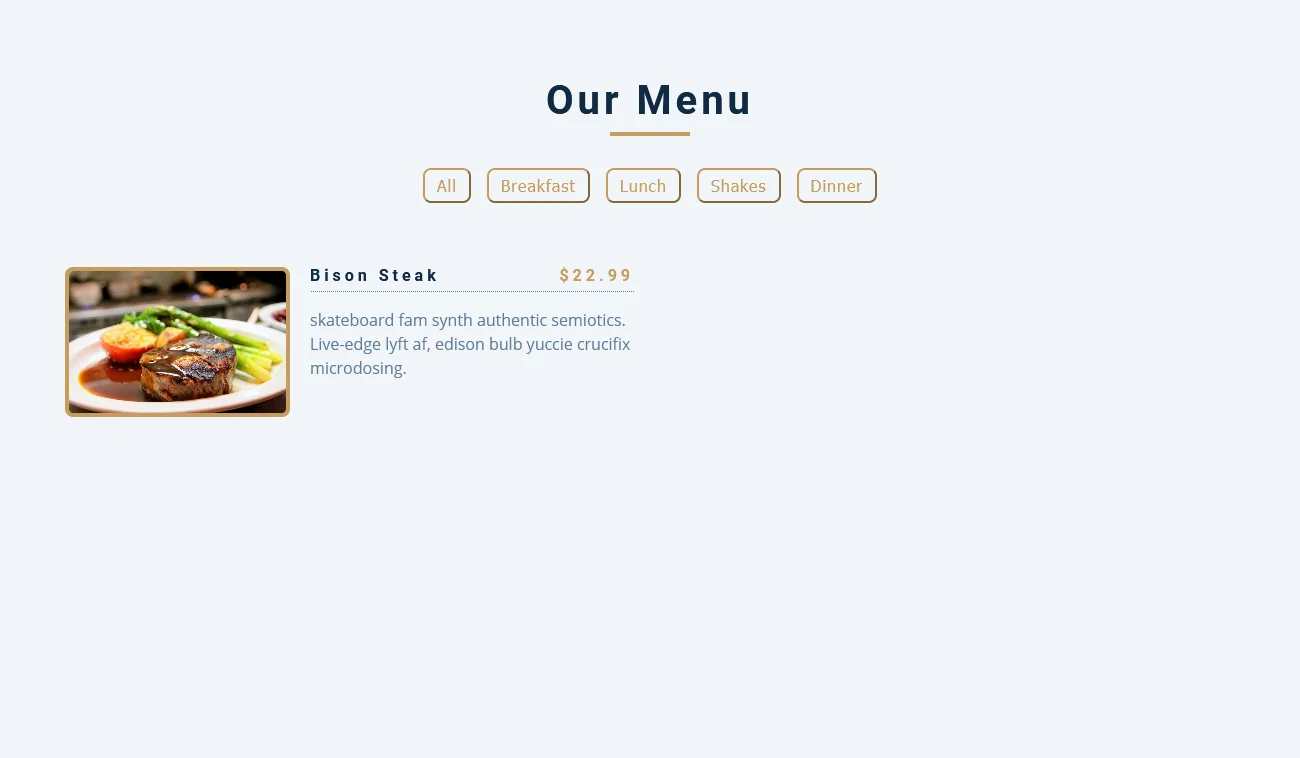 Our Menu
All Breakfast Lunch Shakes Dinner
Bison Steak $22.99
skateboard fam synth authentic semiotics.
Live-edge lyft af, edison bulb yuccie crucifix
microdosing.